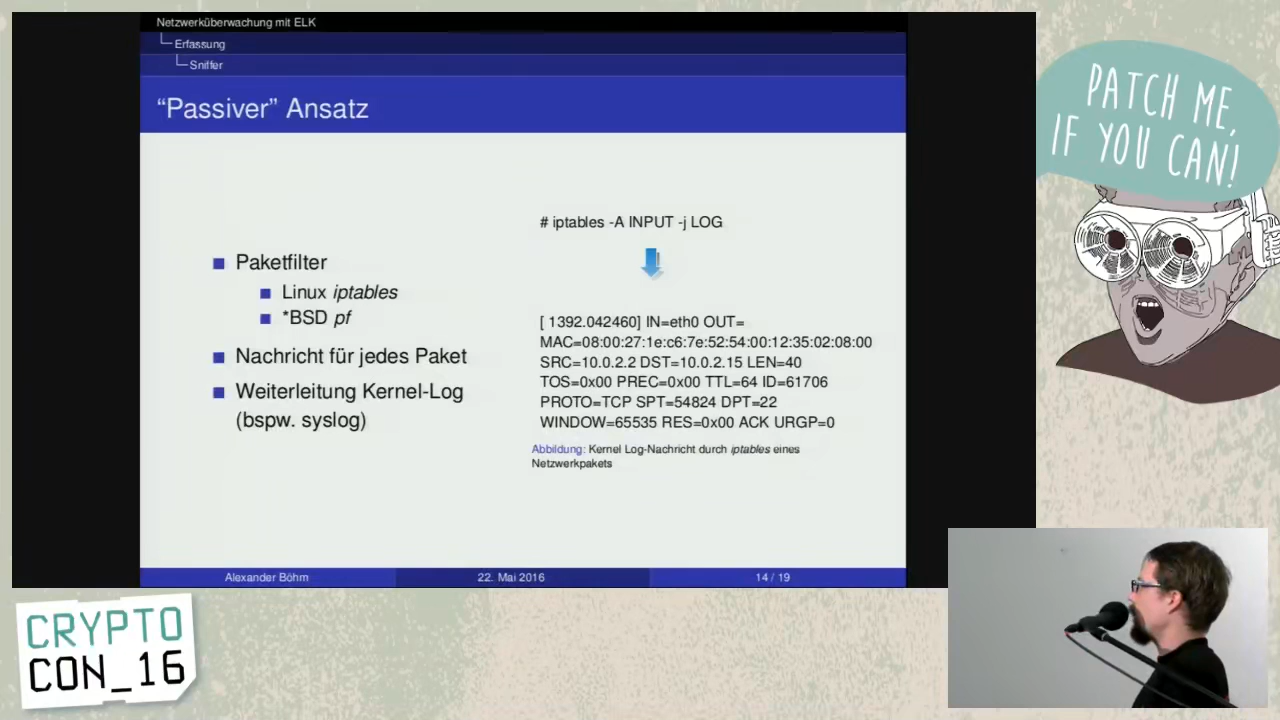 Netzwerküberwachung mit ELK
Erfassung
Sniffer
“Passiver” Ansatz
Paketfilter
Linux iptables
*BSD pf
Nachricht für jedes Paket
Weiterleitung Kernel-Log
(bspw. syslog)
# iptables -A INPUT -j LOG
[ 1392.042460] IN=eth0 OUT=
MAC=08:00:27:1e:c6:7e:52:54:00:12:35:02:08:00
SRC=10.0.2.2 DST=10.0.2.15 LEN=40
TOS=0x00 PREC=0x00 TTL=64 ID=61706
PROTO=TCP SPT=54824 DPT=22
WINDOW=65535 RES=0x00 ACK URGP=0
Abbildung: Kernel Log-Nachricht durch iptables eines
Netzwerkpakets
Alexander Böhm
22. Mai 2016
14 / 19
PATCH ME,
IF YOU CAN!
CRYPTO
CON_16